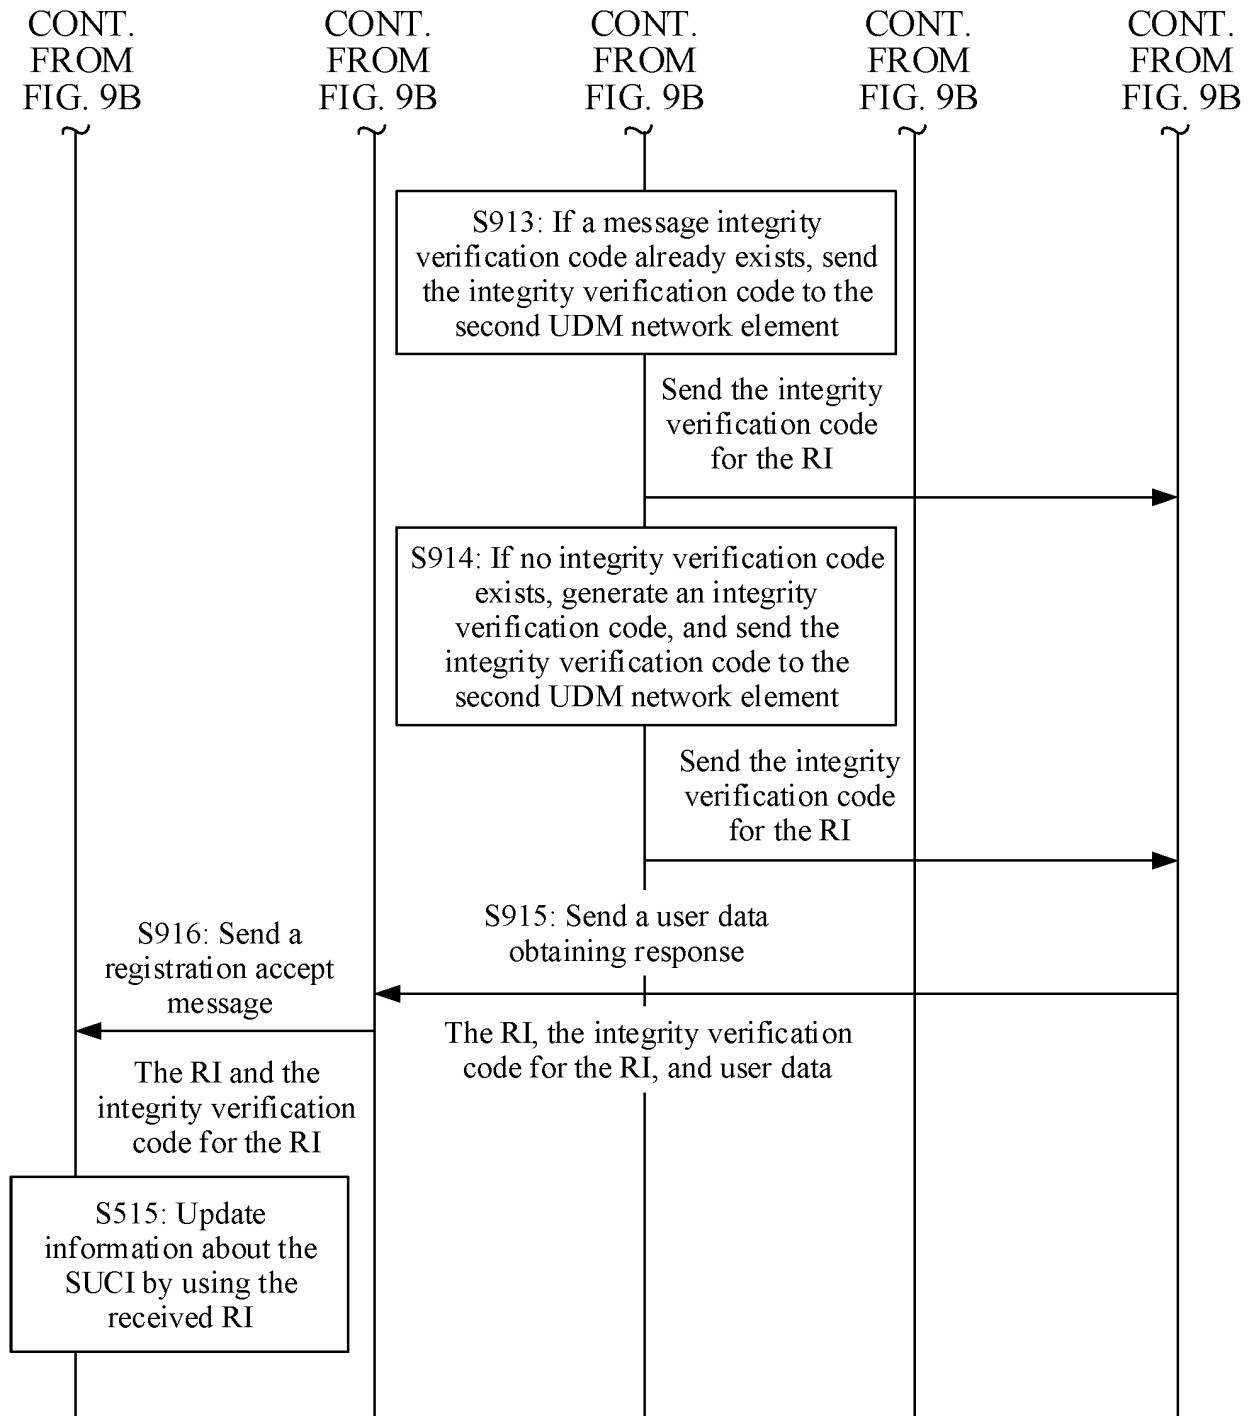 CONT.
FROM
FIG. 9B
CONT.
FROM
FIG. 9B
CONT.
FROM
FIG. 9B
CONT.
FROM
FIG. 9B
CONT.
FROM
FIG. 9B
S913: If a message integrity
verification code already exists, send
the integrity verification code to the
second UDM network element
Send the integrity
verification code
for the RI
S914: If no integrity verification code
exists, generate an integrity
verification code, and send the
integrity verification code to the
second UDM network element
Send the integrity
verification code
for the RI
S915: Send a user data
obtaining response
The RI, the integrity verification
code for the RI, and user data
S916: Send a
registration accept
message
The RI and the
integrity verification
code for the RI
S515: Update
information about the
SUCI by using the
received RI